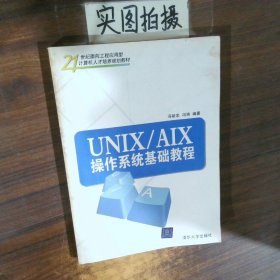 实图拍摄
21世纪面向工程应用型
计算机人才培养规划教材
编著
UNIX/AIX
操作系统基础教程
A
清华大学出版社